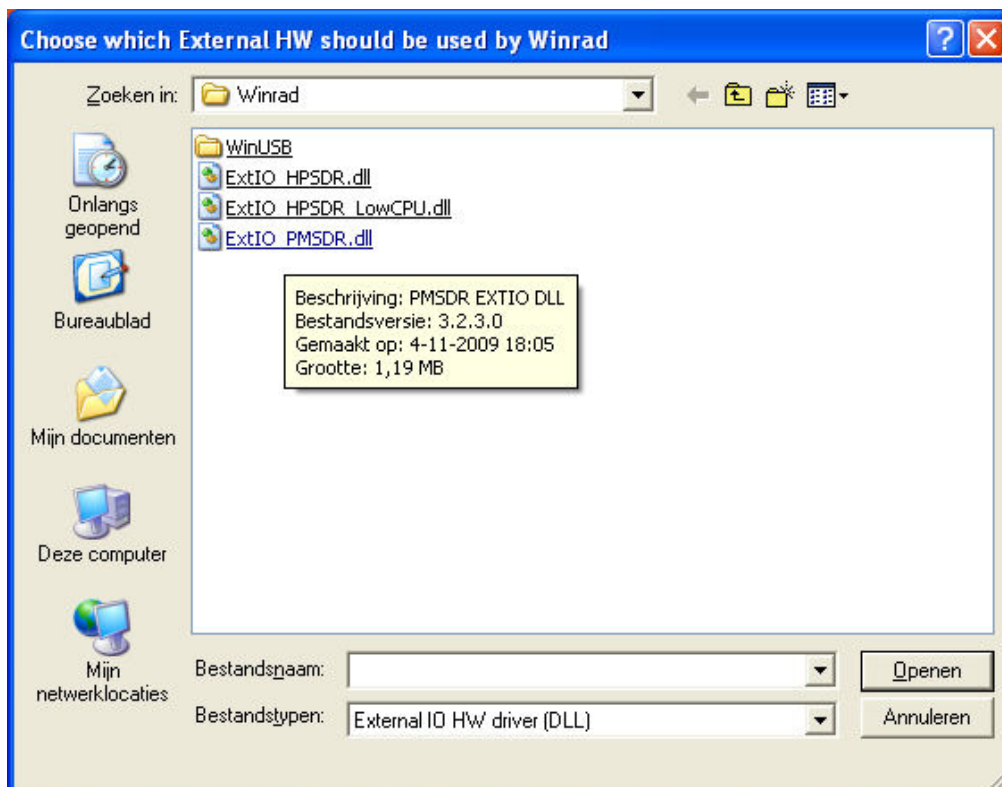 Choose which External HW should be used by Winrad
Zoeken in: Winrad
WinUSB
ExtIO_HPSDR.dll
ExtIO_HPSDR_LowCPU.dll
ExtIO_PMSDR.dll
Beschrijving: PMSDR EXTIO DLL
Bestandsversie: 3.2.3.0
Gemaakt op: 4-11-2009 18:05
Grootte: 1,19 MB
Onlangs
geopend
Bureaublad
Mijn documenten
Deze computer
Mijn
netwerklocaties
Bestandsnaam:
Openen
Bestandstypen: External IO HW driver (DLL)
Annuleren